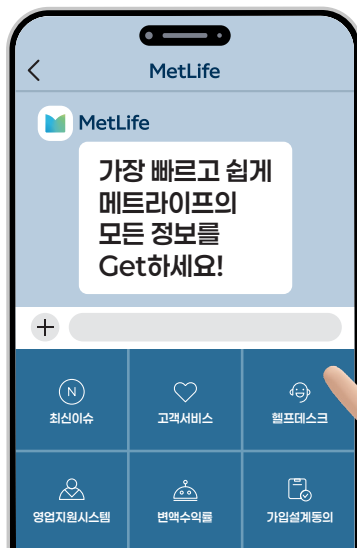 MetLife
MetLife
가장 빠르고 쉽게
메트라이프의
모든 정보를
Get하세요!
N
최신이슈
고객서비스
헬프데스크
영업지원시스템
변액수익률
가입설계동의